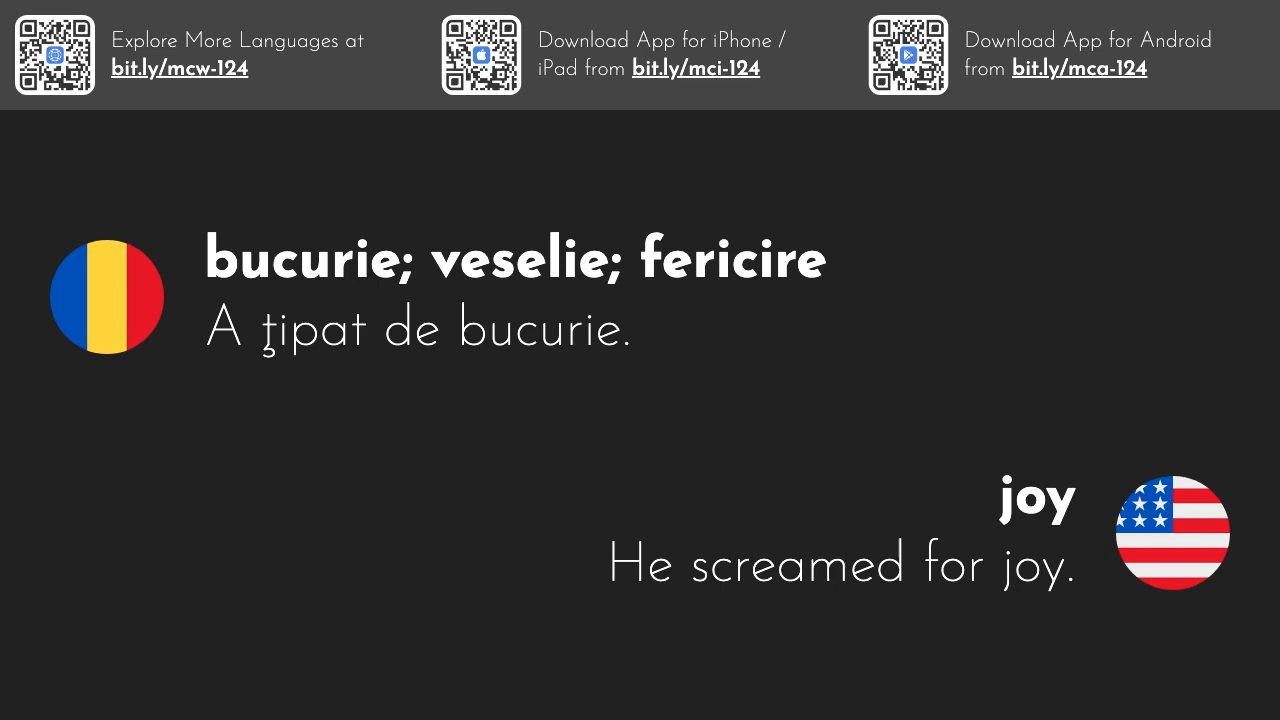 Explore More Languages at
bit.ly/mcw-124
Download App for iPhone /
iPad from bit.ly/mci-124
Download App for Android
from bit.ly/mca-124
bucurie; veselie; fericire
A ţipat de bucurie.
joy
He screamed for joy.